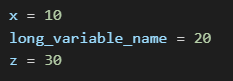 x = 10
long_variable_name = 20
z = 30